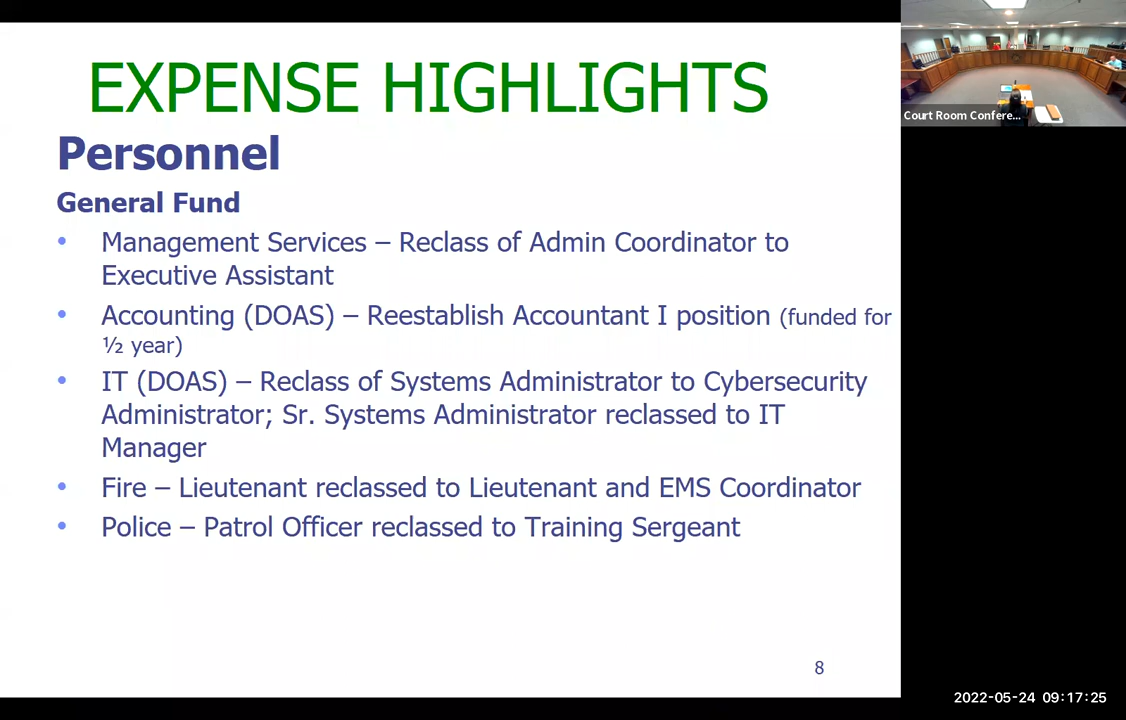 EXPENSE HIGHLIGHTS
Court Room Confere...
Personnel
General Fund
• Management Services – Reclass of Admin Coordinator to
Executive Assistant
• Accounting (DOAS) – Reestablish Accountant I position (funded for
½ year)
• IT (DOAS) – Reclass of Systems Administrator to Cybersecurity
Administrator; Sr. Systems Administrator reclassed to IT
Manager
• Fire – Lieutenant reclassed to Lieutenant and EMS Coordinator
• Police – Patrol Officer reclassed to Training Sergeant
8
2022-05-24 09:17:25